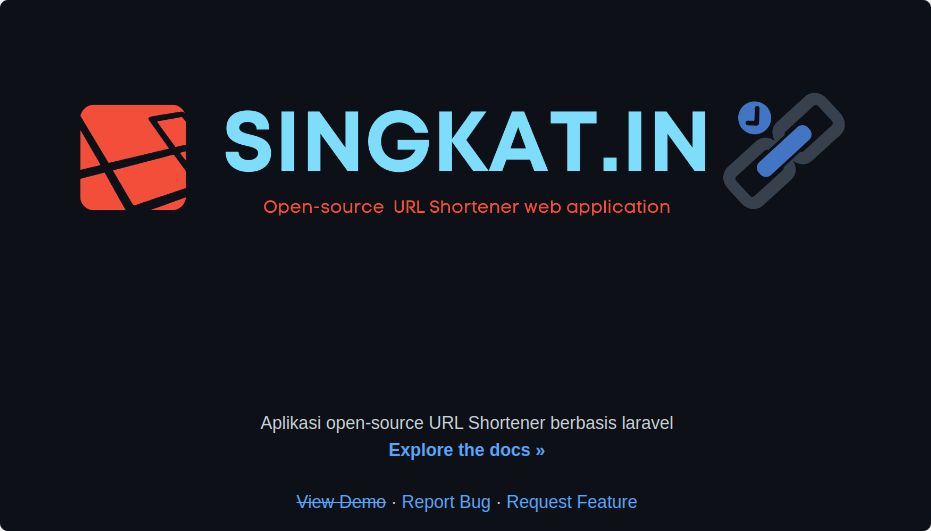 SINGKAT.IN
Open-source URL Shortener web application
Aplikasi open-source URL Shortener berbasis laravel
Explore the docs »
View Demo · Report Bug · Request Feature